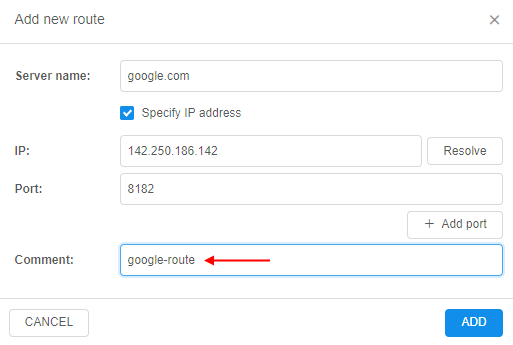 Add new route ×
Server name: google.com
Specify IP address
IP: 142.250.186.142 Resolve
Port: 8182
+ Add port
Comment: google-route
CANCEL ADD